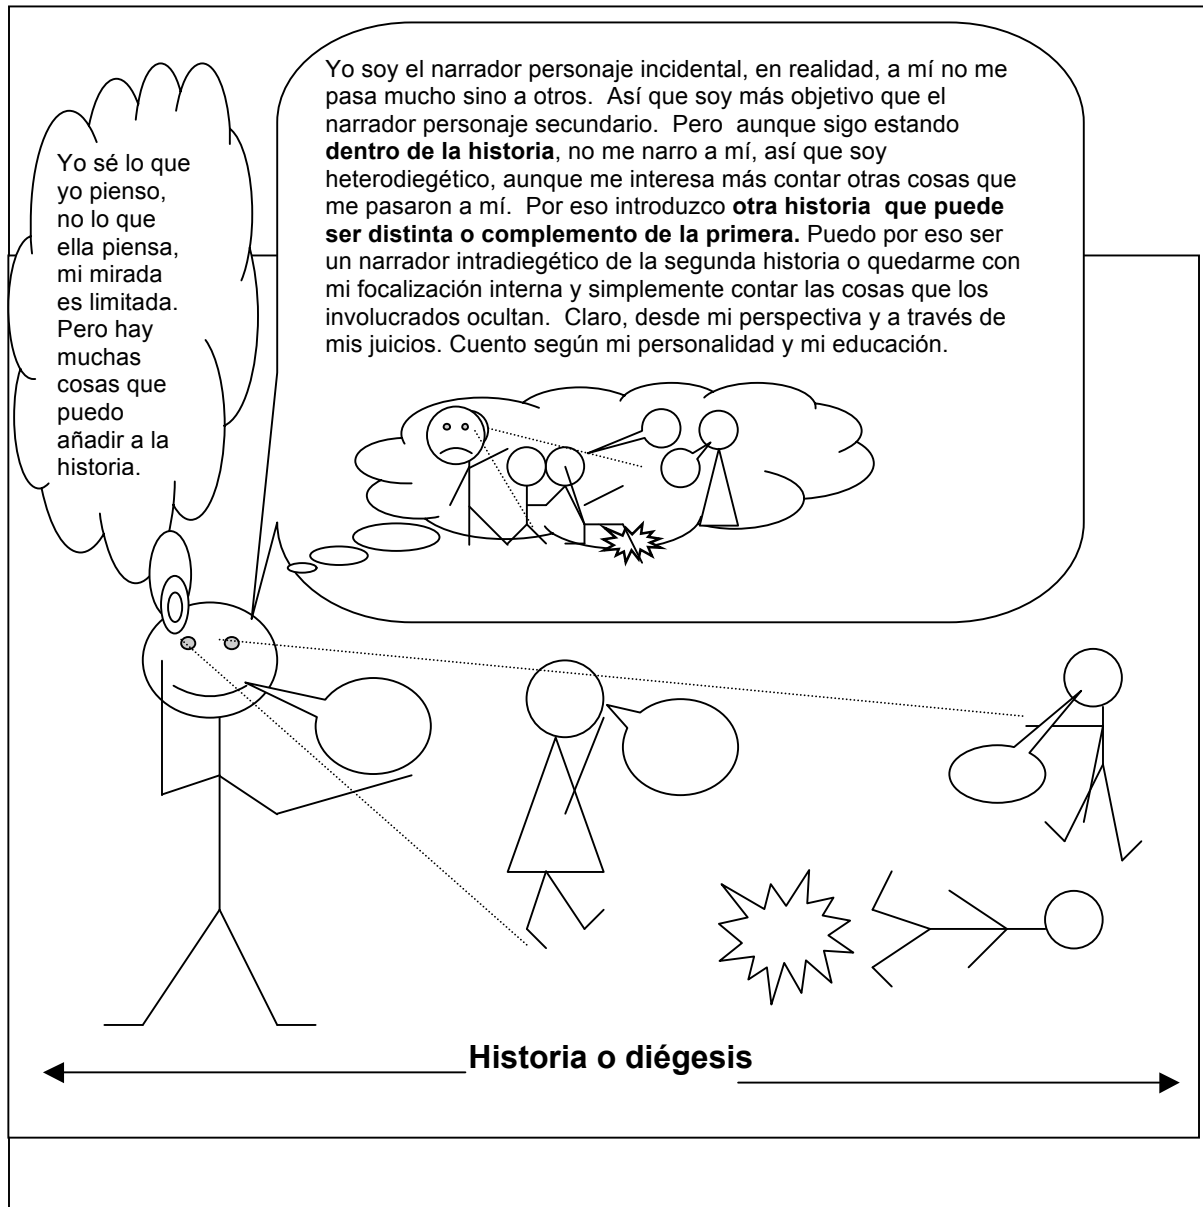 Yo sé lo que
yo pienso,
no lo que
ella piensa,
mi mirada
es limitada.
Pero hay
muchas
cosas que
puedo
añadir a la
historia.
Yo soy el narrador personaje incidental, en realidad, a mí no me
pasa mucho sino a otros. Así que soy más objetivo que el
narrador personaje secundario. Pero aunque sigo estando
dentro de la historia, no me narro a mí, así que soy
heterodiegético, aunque me interesa más contar otras cosas que
me pasaron a mí. Por eso introduzco otra historia que puede
ser distinta o complemento de la primera. Puedo por eso ser
un narrador intradiegético de la segunda historia o quedarme con
mi focalización interna y simplemente contar las cosas que los
involucrados ocultan. Claro, desde mi perspectiva y a través de
mis juicios. Cuento según mi personalidad y mi educación.
Historia o diégesis